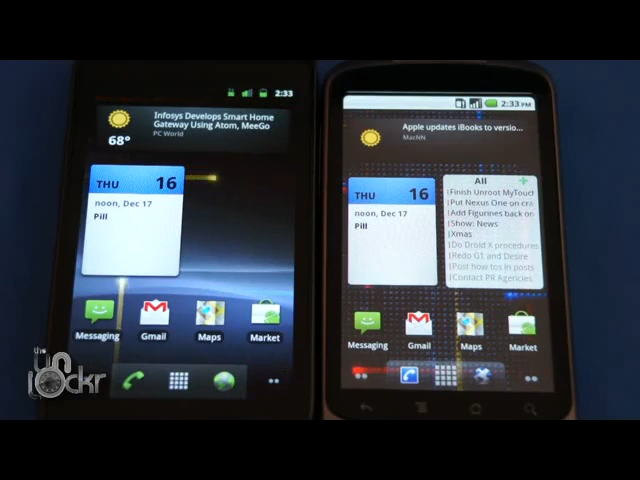 2:33
Infosys Develops Smart Home
Gateway Using Atom, MeeGo
PC World
68°
THU 16
noon, Dec 17
Pill
Messaging Gmail Maps Market
the
unlockr
2:33 PM
Apple updates iBooks to versio...
MacNN
THU 16
noon, Dec 17
Pill
All
Finish Unroot MyTouch
Put Nexus One on cra
Add Figurines back on
Show: News
Xmas
Do Droid X procedures
Redo G1 and Desire
Post how tos in posts
Contact PR Agencies
Messaging Gmail Maps Market